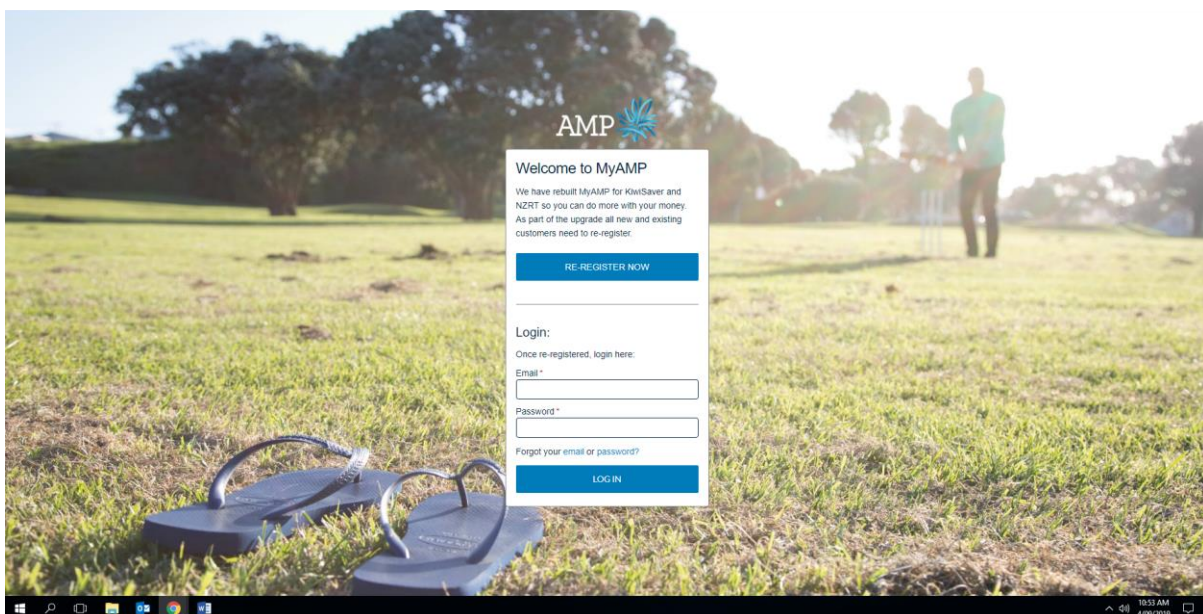 AMP
Welcome to MyAMP
We have rebuilt MyAMP for KiwiSaver and
NZRT so you can do more with your money.
As part of the upgrade all new and existing
customers need to re-register.
RE-REGISTER NOW
Login:
Once re-registered, login here:
Email *
Password *
Forgot your email or password?
LOG IN
10:53 AM